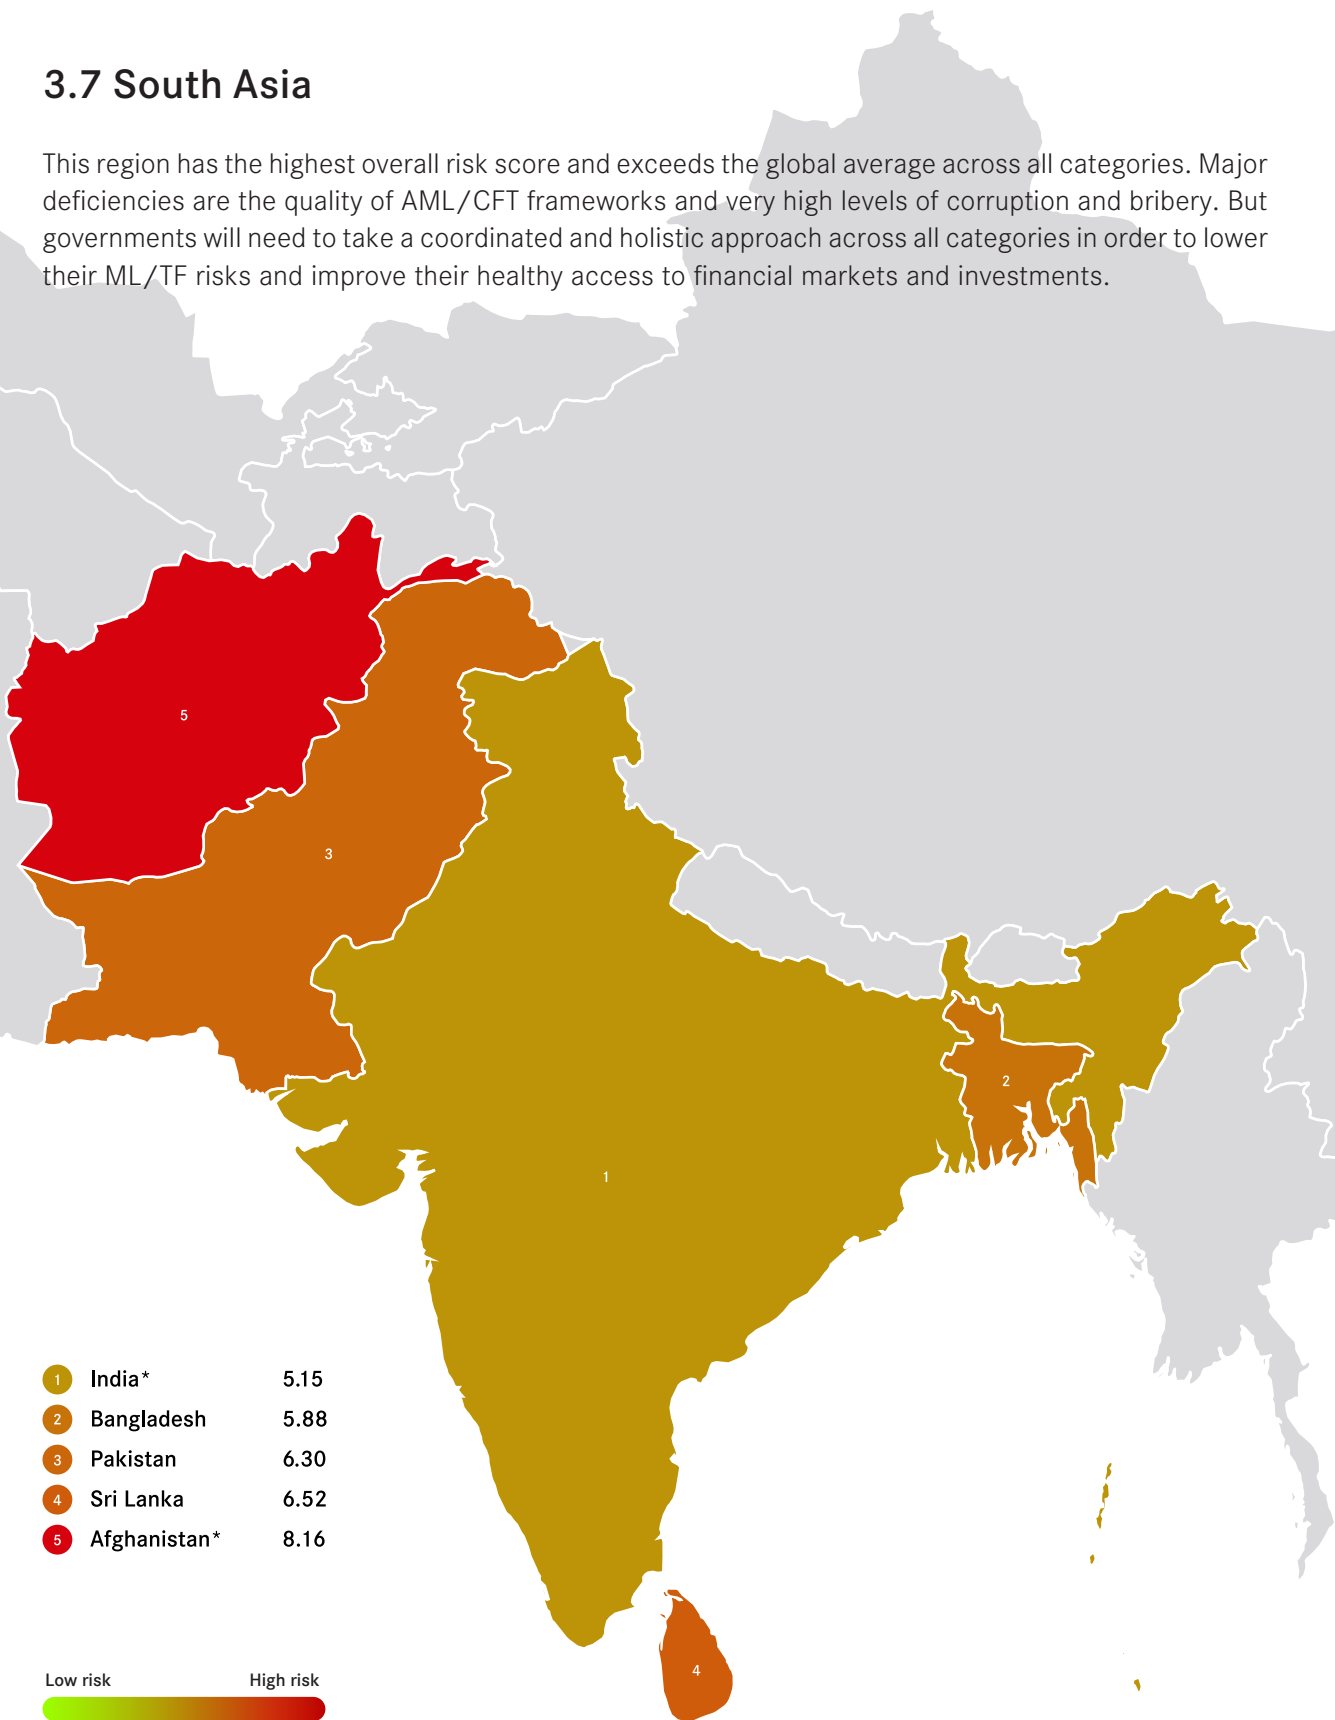 3.7 South Asia
This region has the highest overall risk score and exceeds the global average across all categories. Major
deficiencies are the quality of AML/CFT frameworks and very high levels of corruption and bribery. But
governments will need to take a coordinated and holistic approach across all categories in order to lower
their ML/TF risks and improve their healthy access to financial markets and investments.
5
3
2
1
1 India* 5.15
2 Bangladesh 5.88
3 Pakistan 6.30
4 Sri Lanka 6.52
5 Afghanistan* 8.16
4
Low risk High risk